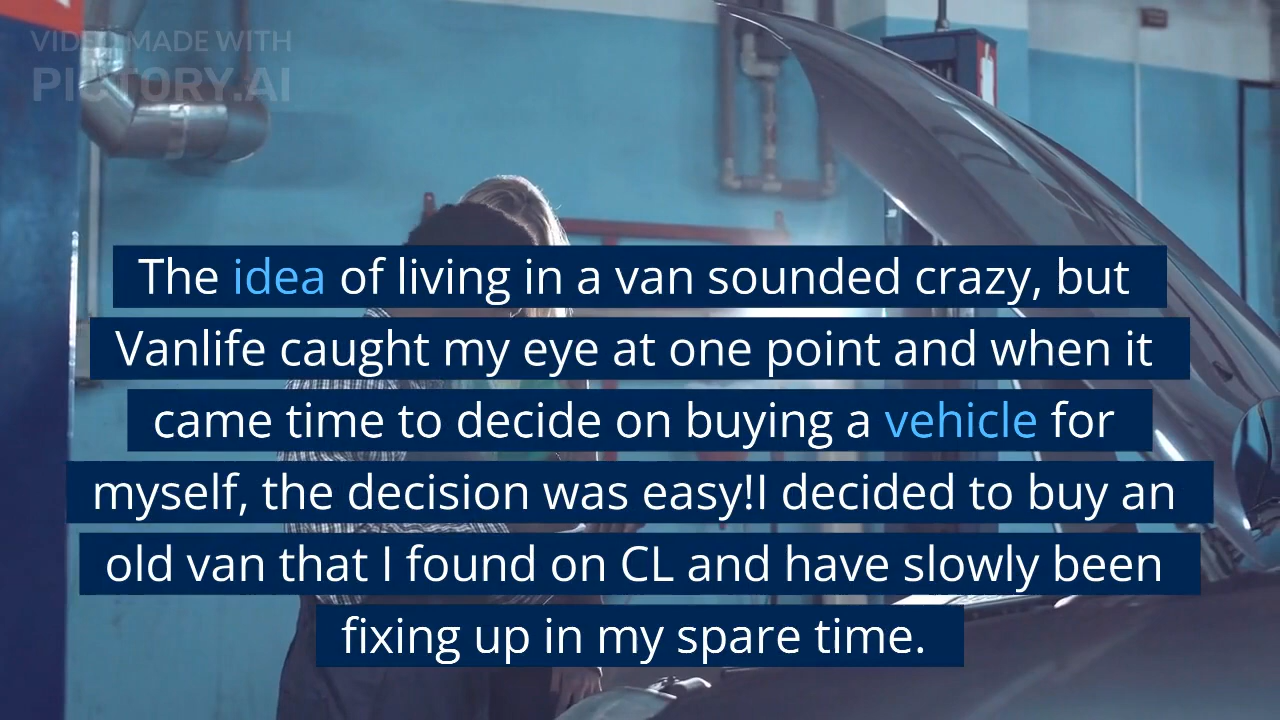 VIDEO MADE WITH
PICTORY.AI
The idea of living in a van sounded crazy, but
Vanlife caught my eye at one point and when it
came time to decide on buying a vehicle for
myself, the decision was easy!I decided to buy an
old van that I found on CL and have slowly been
fixing up in my spare time.